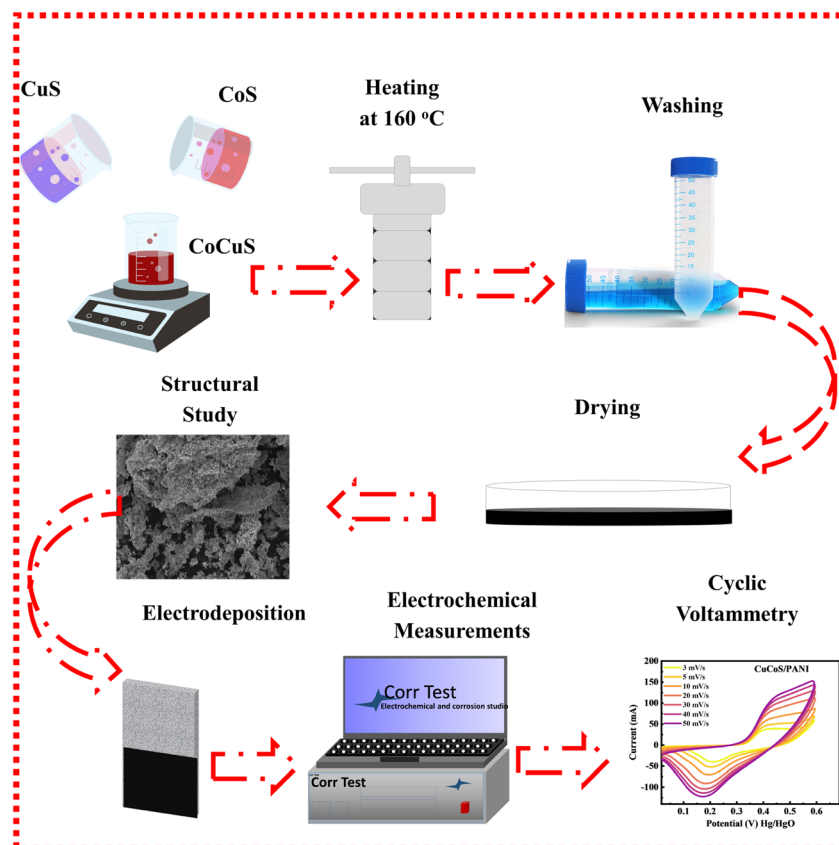 CuS
CoS
Heating
at 160 °C
Washing
CoCuS
Structural
Study
Drying
Electrodeposition
Electrochemical
Measurements
Cyclic
Voltammetry
Corr Test
Electrochemical and corrosion studio
Corr Test
CuCoS/PANI
3 mV/s
5 mV/s
10 mV/s
20 mV/s
30 mV/s
40 mV/s
50 mV/s
Current (mA)
200
150
100
50
0
-50
-100
0.1 0.2 0.3 0.4 0.5 0.6
Potential (V) Hg/HgO